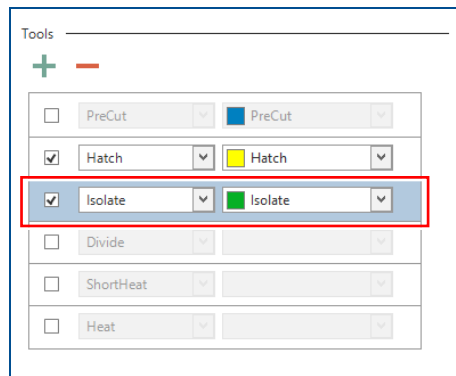 Tools
PreCut PreCut
Hatch Hatch
Isolate Isolate
Divide
ShortHeat
Heat